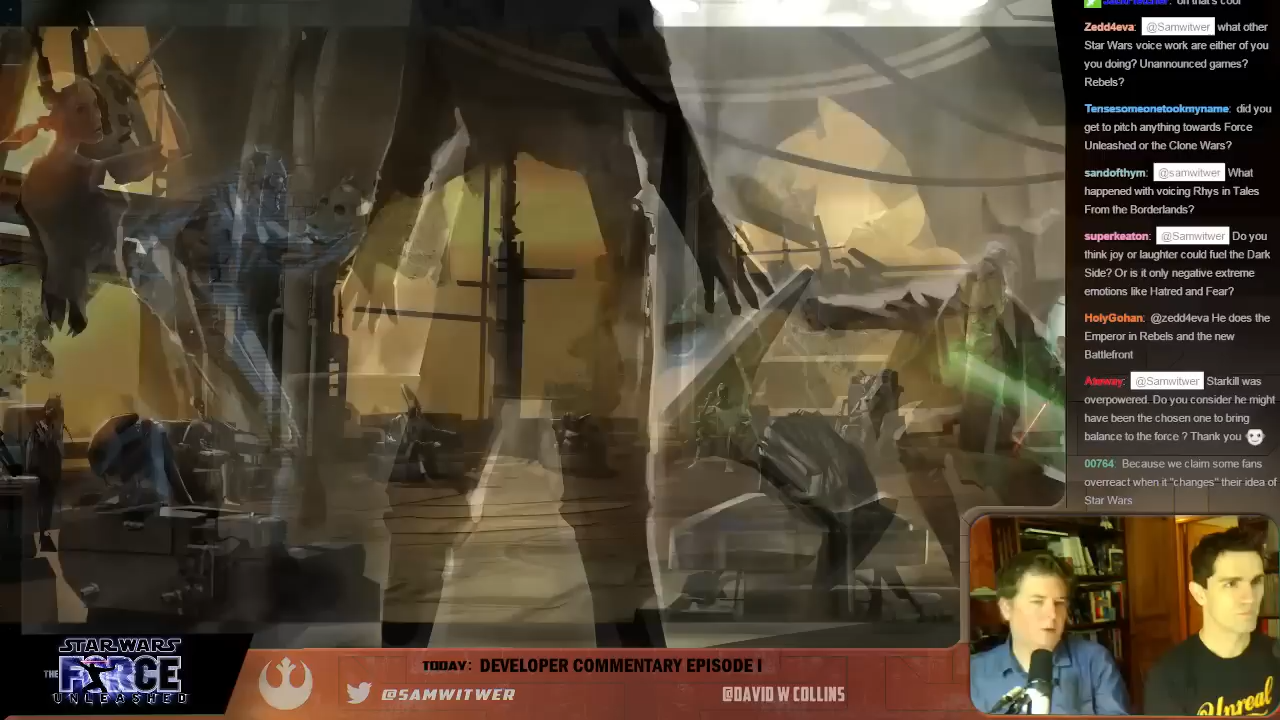 Oh that's cool
Zedd4eva: @Samwitwer what other
Star Wars voice work are either of you
you doing? Unannounced games?
Rebels?
Tensesomeonetookmyname: did you
get to pitch anything towards Force
Unleashed or the Clone Wars?
sandofthym: @samwitwer What
happened with voicing Rhys in Tales
From the Borderlands?
superkeaton: @Samwitwer Do you
think joy or laughter could fuel the Dark
Side? Or is it only negative extreme
emotions like Hatred and Fear?
HolyGohan: @zedd4eva He does the
Emperor in Rebels and the new
Battlefront
@Samwitwer Starkill was
overpowered. Do you consider he might
have been the chosen one to bring
balance to the force ? Thank you
00764: Because we claim some fans
overreact when it "changes" their idea of
Star Wars
STAR WARS
THE FORCE
UNLEASHED
TODAY: DEVELOPER COMMENTARY EPISODE I
@SAMWITWER
@DAVID W COLLINS
Unreal